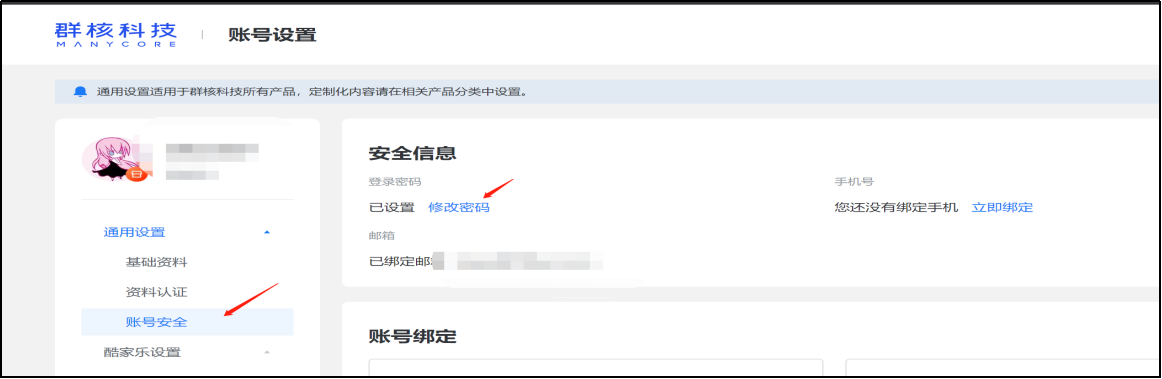 群核科技
MANYCORE
账号设置
通用设置适用于群核科技所有产品，定制化内容请在相关产品分类中设置。
通用设置
基础资料
资料认证
账号安全
酷家乐设置
安全信息
登录密码
已设置 修改密码
手机号
您还没有绑定手机 立即绑定
邮箱
已绑定邮
账号绑定